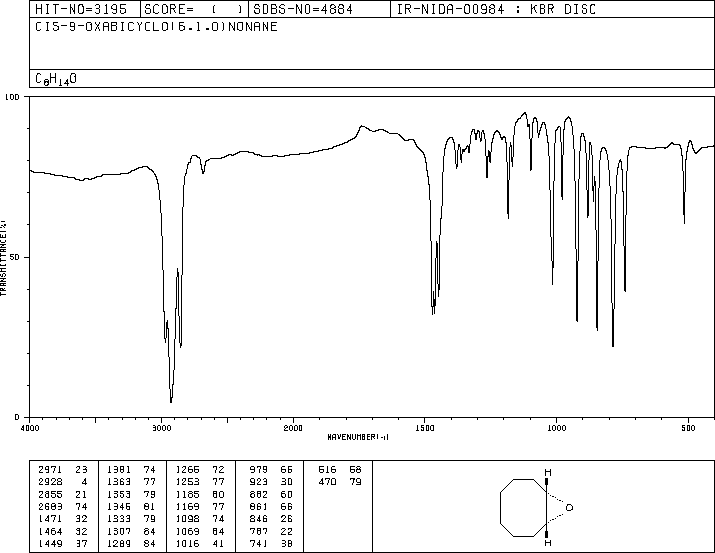 HIT-NO=3195 SCORE= ( ) SDBS-NO=4884 IR-NIDA-00984 : KBR DISC
CIS-9-OXABICYCLO(6.1.0)NONANE
C8H14O
100
50
0
TRANSMITTANCE(%)
4000 3000 2000 1500 1000 500
WAVENUMBER(-1)
2971 23 1381 74 1266 72 979 66 516 58
2928 4 1363 77 1253 77 923 30 470 79
2855 21 1353 79 1185 60 882 60
2683 74 1346 81 1169 77 861 66
1471 32 1333 79 1098 74 846 26
1464 32 1307 84 1069 84 787 22
1449 37 1289 84 1016 41 741 38
H
O
H